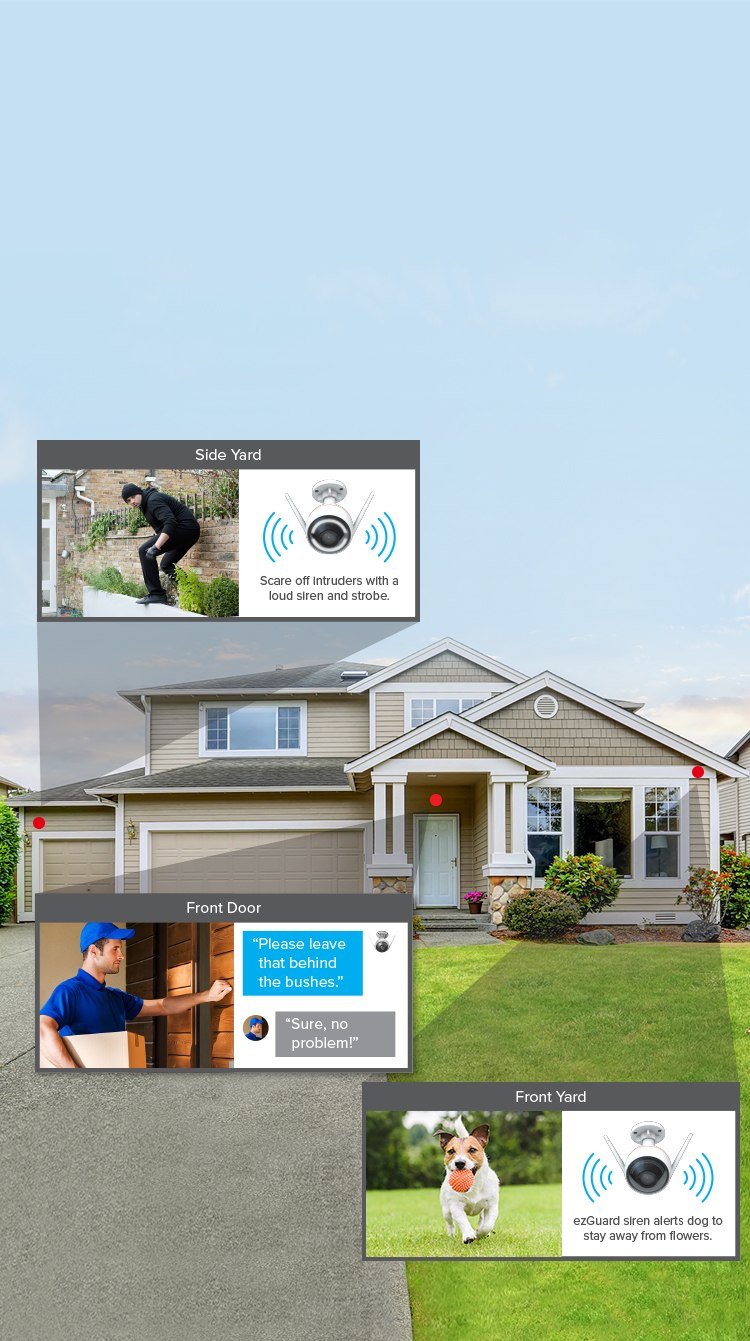 Side Yard
Scare off intruders with a
loud siren and strobe.
Front Door
“Please leave
that behind
the bushes.”
“Sure, no
problem!”
Front Yard
ezGuard siren alerts dog to
stay away from flowers.